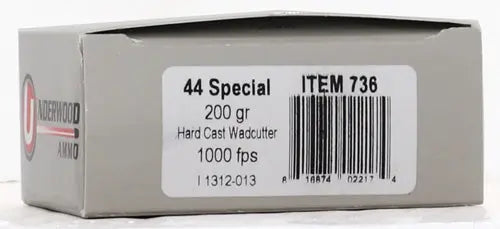 UNDERWOOD
AMMO
44 Special
200 gr
Hard Cast Wadcutter
1000 fps
I 1312-013
ITEM 736
8 16874 02217 4